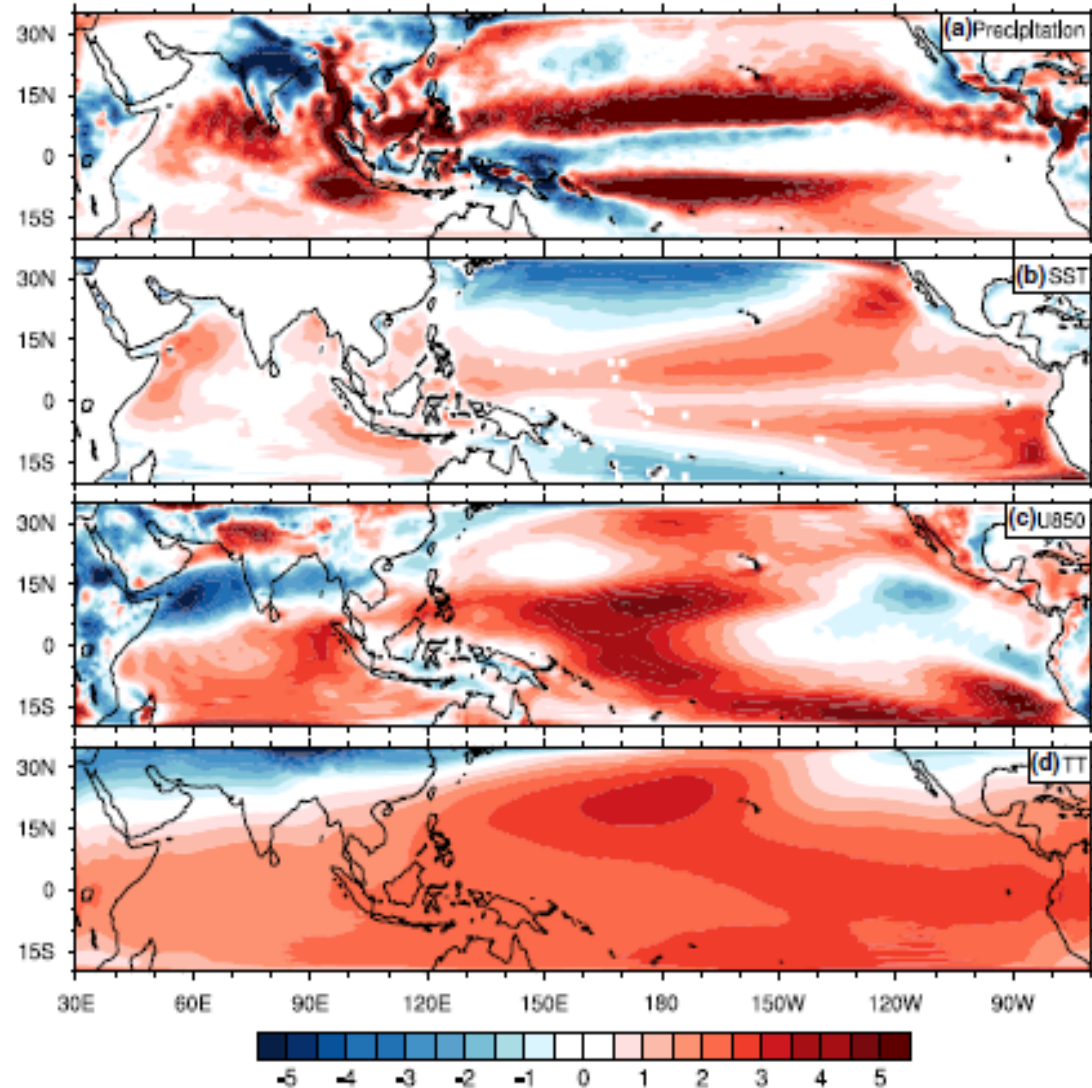 (a)Precipitation
30N
15N
0
15S
(b)SST
30N
15N
0
15S
(c)U850
30N
15N
0
15S
(d)TT
30N
15N
0
15S
30E 60E 90E 120E 150E 180 150W 120W 90W
-5 -4 -3 -2 -1 0 1 2 3 4 5